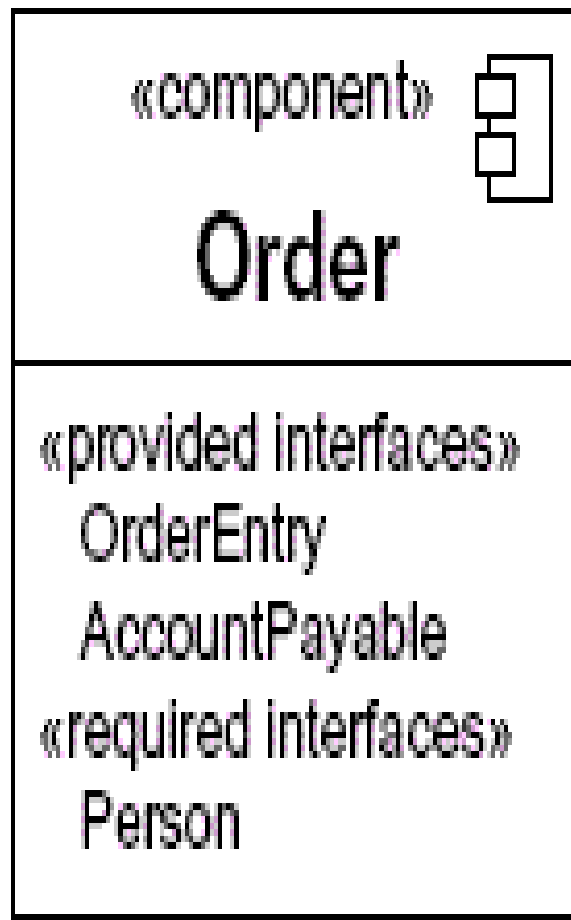 «component»
Order
«provided interfaces»
OrderEntry
AccountPayable
«required interfaces»
Person